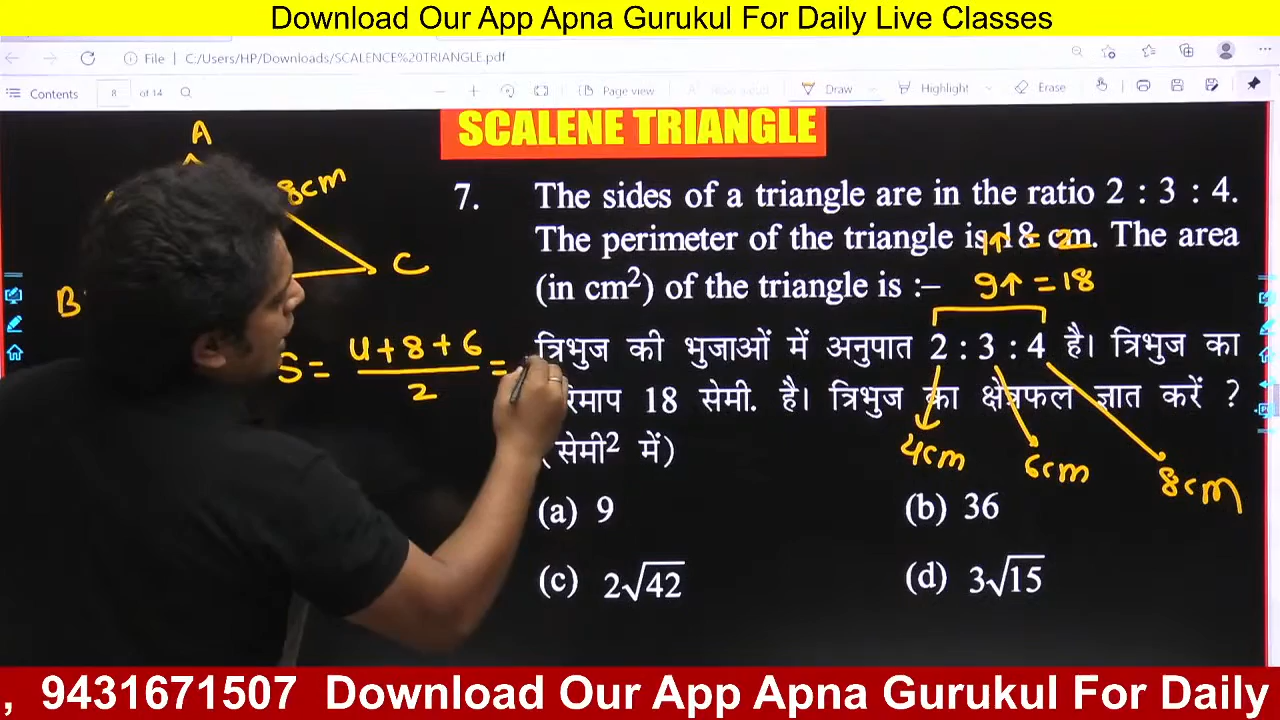 Download Our App Apna Gurukul For Daily Live Classes
File | C:/Users/HP/Downloads/SCALENCE%20TRIANGLE.pdf
Contents 8 of 14 Page view Draw Highlight Erase
SCALENE TRIANGLE
A
8cm
C
B
7. The sides of a triangle are in the ratio 2 : 3 : 4.
The perimeter of the triangle is 18 cm. The area
(in cm²) of the triangle is :–
1↑ = 2
9↑ = 18
S = 4+8+6 / 2 =
त्रिभुज की भुजाओं में अनुपात 2 : 3 : 4 है। त्रिभुज का
18 सेमी. है। त्रिभुज का क्षेत्रफल ज्ञात करें ?
(सेमी² में)
4cm 6cm 8cm
(a) 9 (b) 36
(c) 2√42 (d) 3√15
, 9431671507 Download Our App Apna Gurukul For Daily